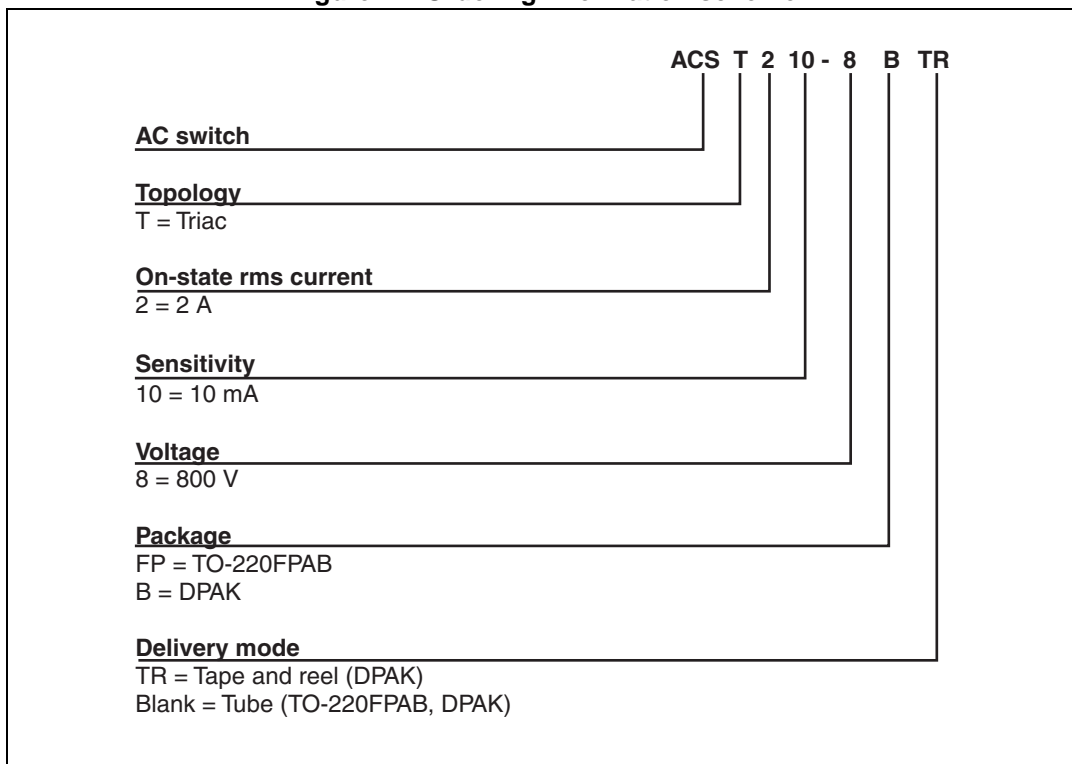 ACS T 2 10 - 8 B TR
AC switch
Topology
T = Triac
On-state rms current
2 = 2 A
Sensitivity
10 = 10 mA
Voltage
8 = 800 V
Package
FP = TO-220FPAB
B = DPAK
Delivery mode
TR = Tape and reel (DPAK)
Blank = Tube (TO-220FPAB, DPAK)